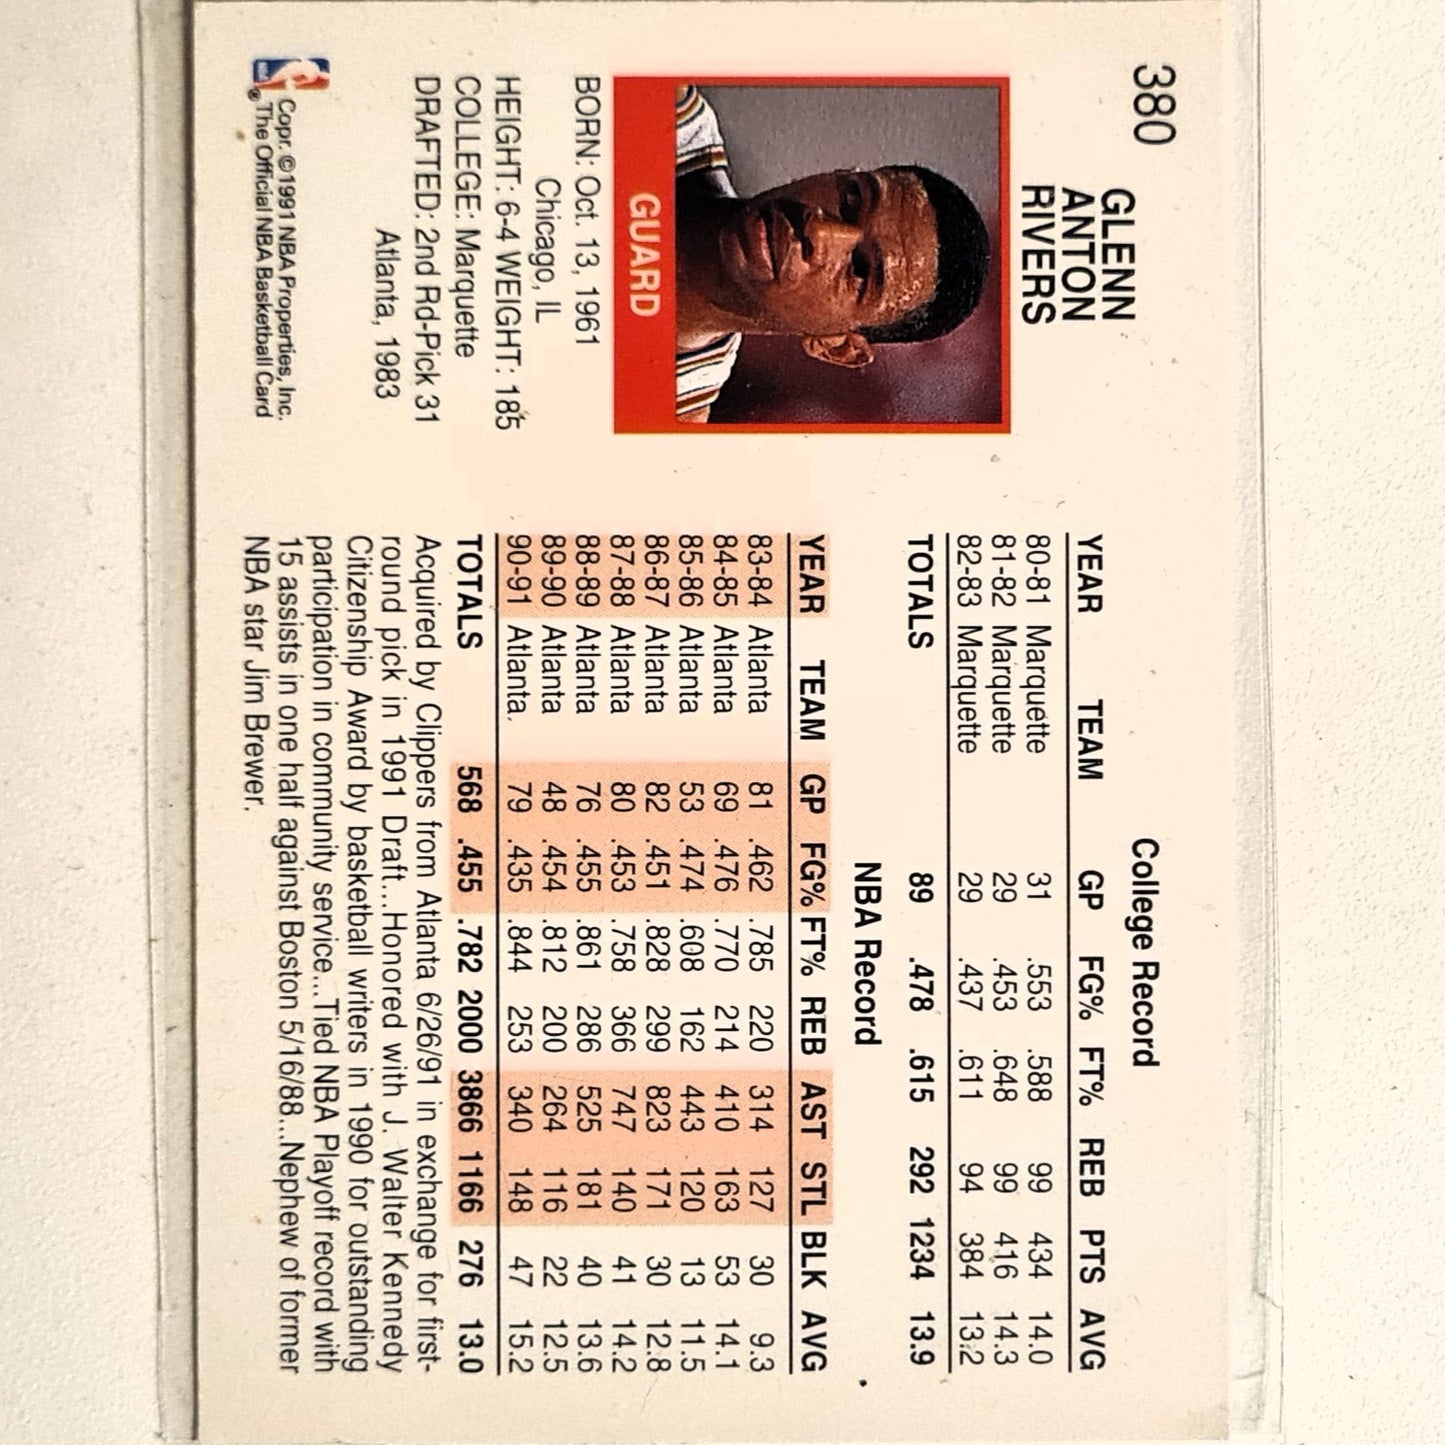 380
GLENN
ANTON
RIVERS
GUARD
BORN: Oct. 13, 1961
Chicago, IL
HEIGHT: 6-4 WEIGHT: 185
COLLEGE: Marquette
DRAFTED: 2nd Rd-Pick 31
Atlanta, 1983
NBA
Copr. ©1991 NBA Properties, Inc.
® The Official NBA Basketball Card
College Record
YEAR TEAM GP FG% FT% REB PTS AVG
80-81 Marquette 31 .553 .588 99 434 14.0
81-82 Marquette 29 .453 .648 99 416 14.3
82-83 Marquette 29 .437 .611 94 384 13.2
TOTALS 89 .478 .615 292 1234 13.9
NBA Record
YEAR TEAM GP FG% FT% REB AST STL BLK AVG
83-84 Atlanta 81 .462 .785 220 314 127 30 9.3
84-85 Atlanta 69 .476 .770 214 410 163 53 14.1
85-86 Atlanta 53 .474 .608 162 443 120 13 11.5
86-87 Atlanta 82 .451 .828 299 823 171 30 12.8
87-88 Atlanta 80 .453 .758 366 747 140 41 14.2
88-89 Atlanta 76 .455 .861 286 525 181 40 13.6
89-90 Atlanta 48 .454 .812 200 264 116 22 12.5
90-91 Atlanta. 79 .435 .844 253 340 148 47 15.2
TOTALS 568 .455 .782 2000 3866 1166 276 13.0
Acquired by Clippers from Atlanta 6/26/91 in exchange for first-
round pick in 1991 Draft...Honored with J. Walter Kennedy
Citizenship Award by basketball writers in 1990 for outstanding
participation in community service...Tied NBA Playoff record with
15 assists in one half against Boston 5/16/88...Nephew of former
NBA star Jim Brewer.